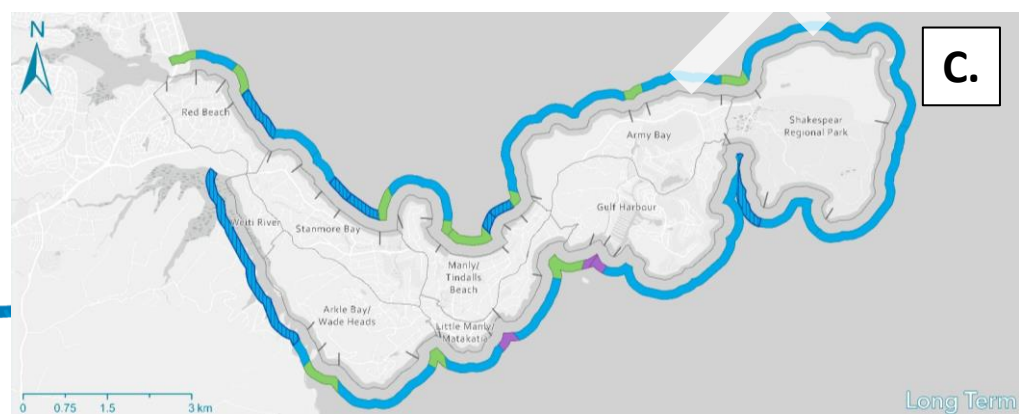 N
C.
Red Beach
Shakespear
Regional Park
Army Bay
Gulf Harbour
Weiti River
Stanmore Bay
Manly/
Tindalls
Beach
Arkle Bay/
Wade Heads
Little Manly/
Matakatia
0 0.75 1.5 3 km
Long Term